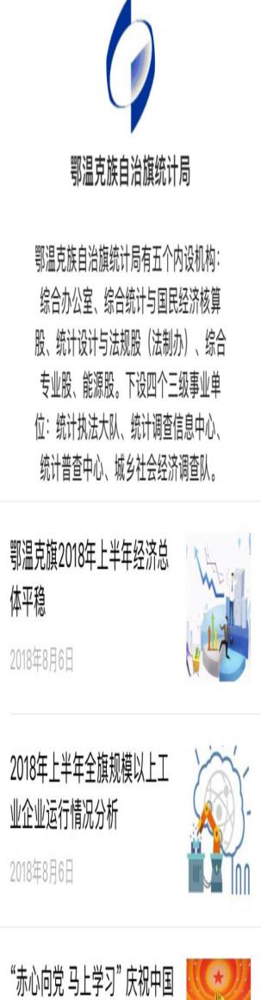 鄂温克族自治旗统计局
鄂温克族自治旗统计局有五个内设机构：
综合办公室、综合统计与国民经济核算
股、统计设计与法规股（法制办）、综合
专业股、能源股。下设四个三级事业单
位：统计执法大队、统计调查信息中心、
统计普查中心、城乡社会经济调查队。
鄂温克旗2018年上半年经济总
体平稳
2018年8月6日
2018年上半年全旗规模以上工
业企业运行情况分析
2018年8月6日
“赤心向党 马上学习” 庆祝中国